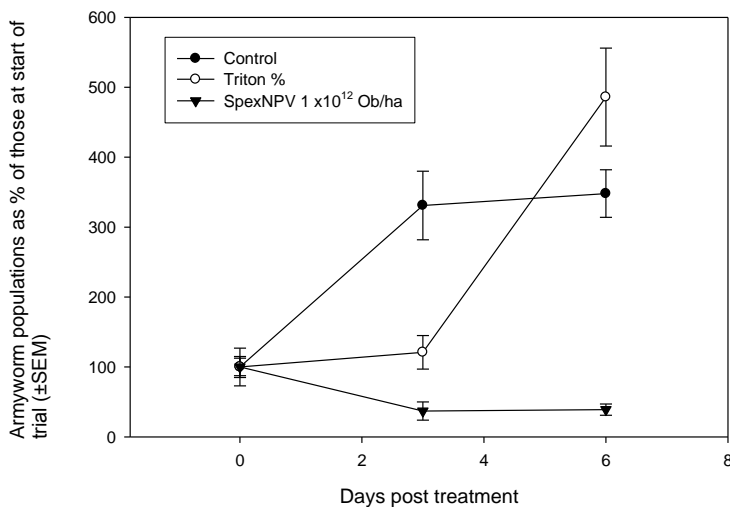 Armyworm populations as % of those at start of
trial (±SEM)
600
500
400
300
200
100
0
Control
Triton %
SpexNPV 1 x10¹² Ob/ha
0 2 4 6 8
Days post treatment